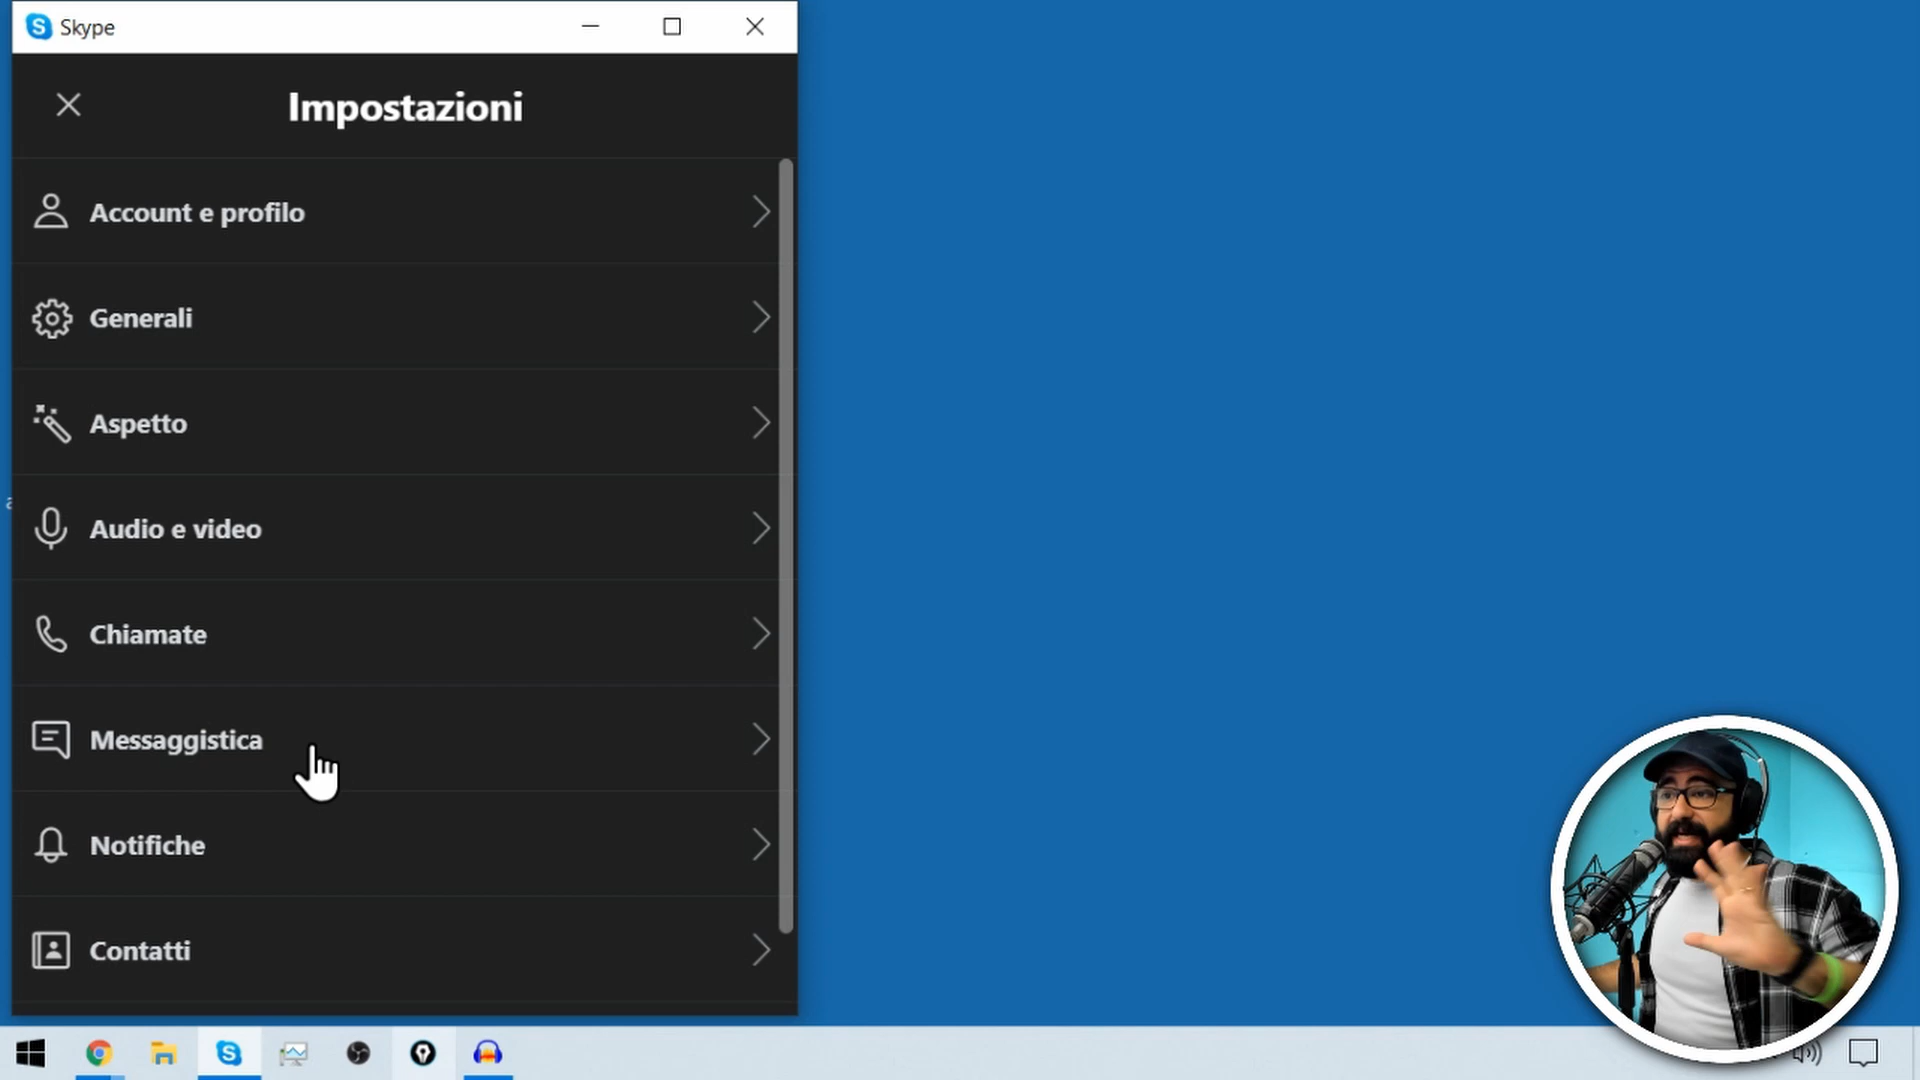 Skype
Impostazioni
Account e profilo
Generali
Aspetto
Audio e video
Chiamate
Messaggistica
Notifiche
Contatti